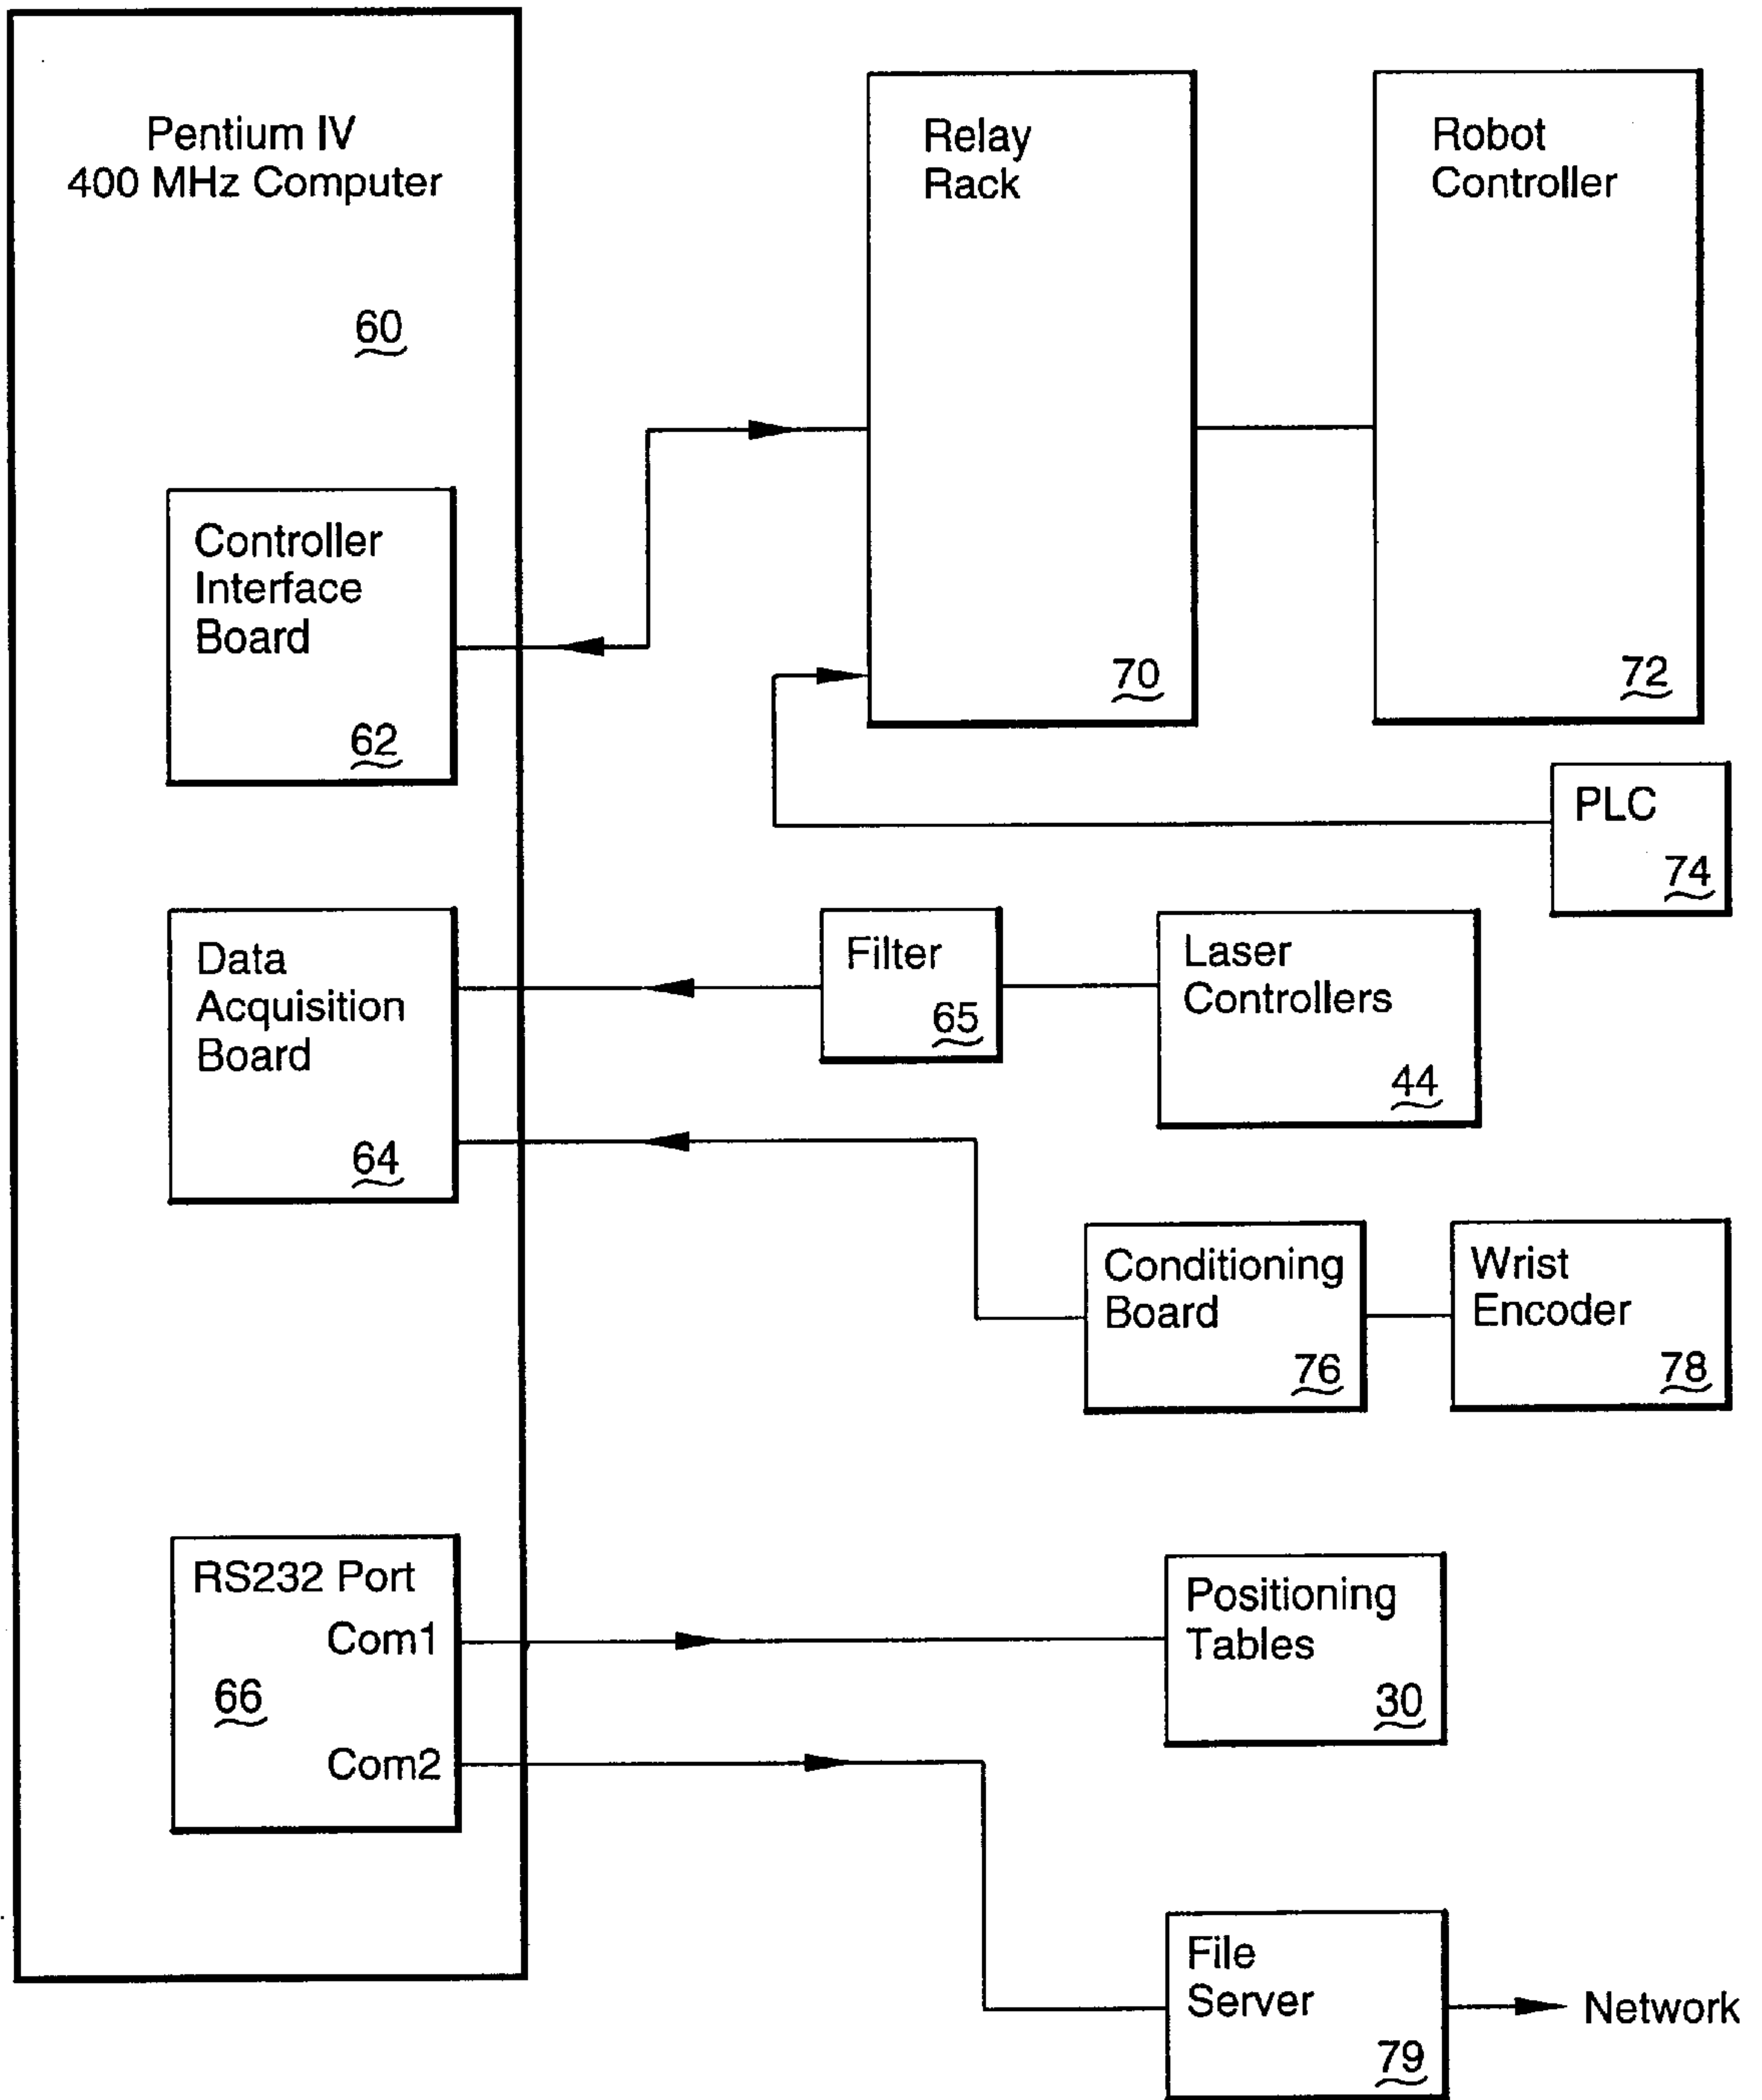 Pentium IV
400 MHz Computer
60
Controller
Interface
Board
62
Data
Acquisition
Board
64
RS232 Port
Com1
66
Com2
Relay
Rack
70
Robot
Controller
72
PLC
74
Filter
65
Laser
Controllers
44
Conditioning
Board
76
Wrist
Encoder
78
Positioning
Tables
30
File
Server
79
Network